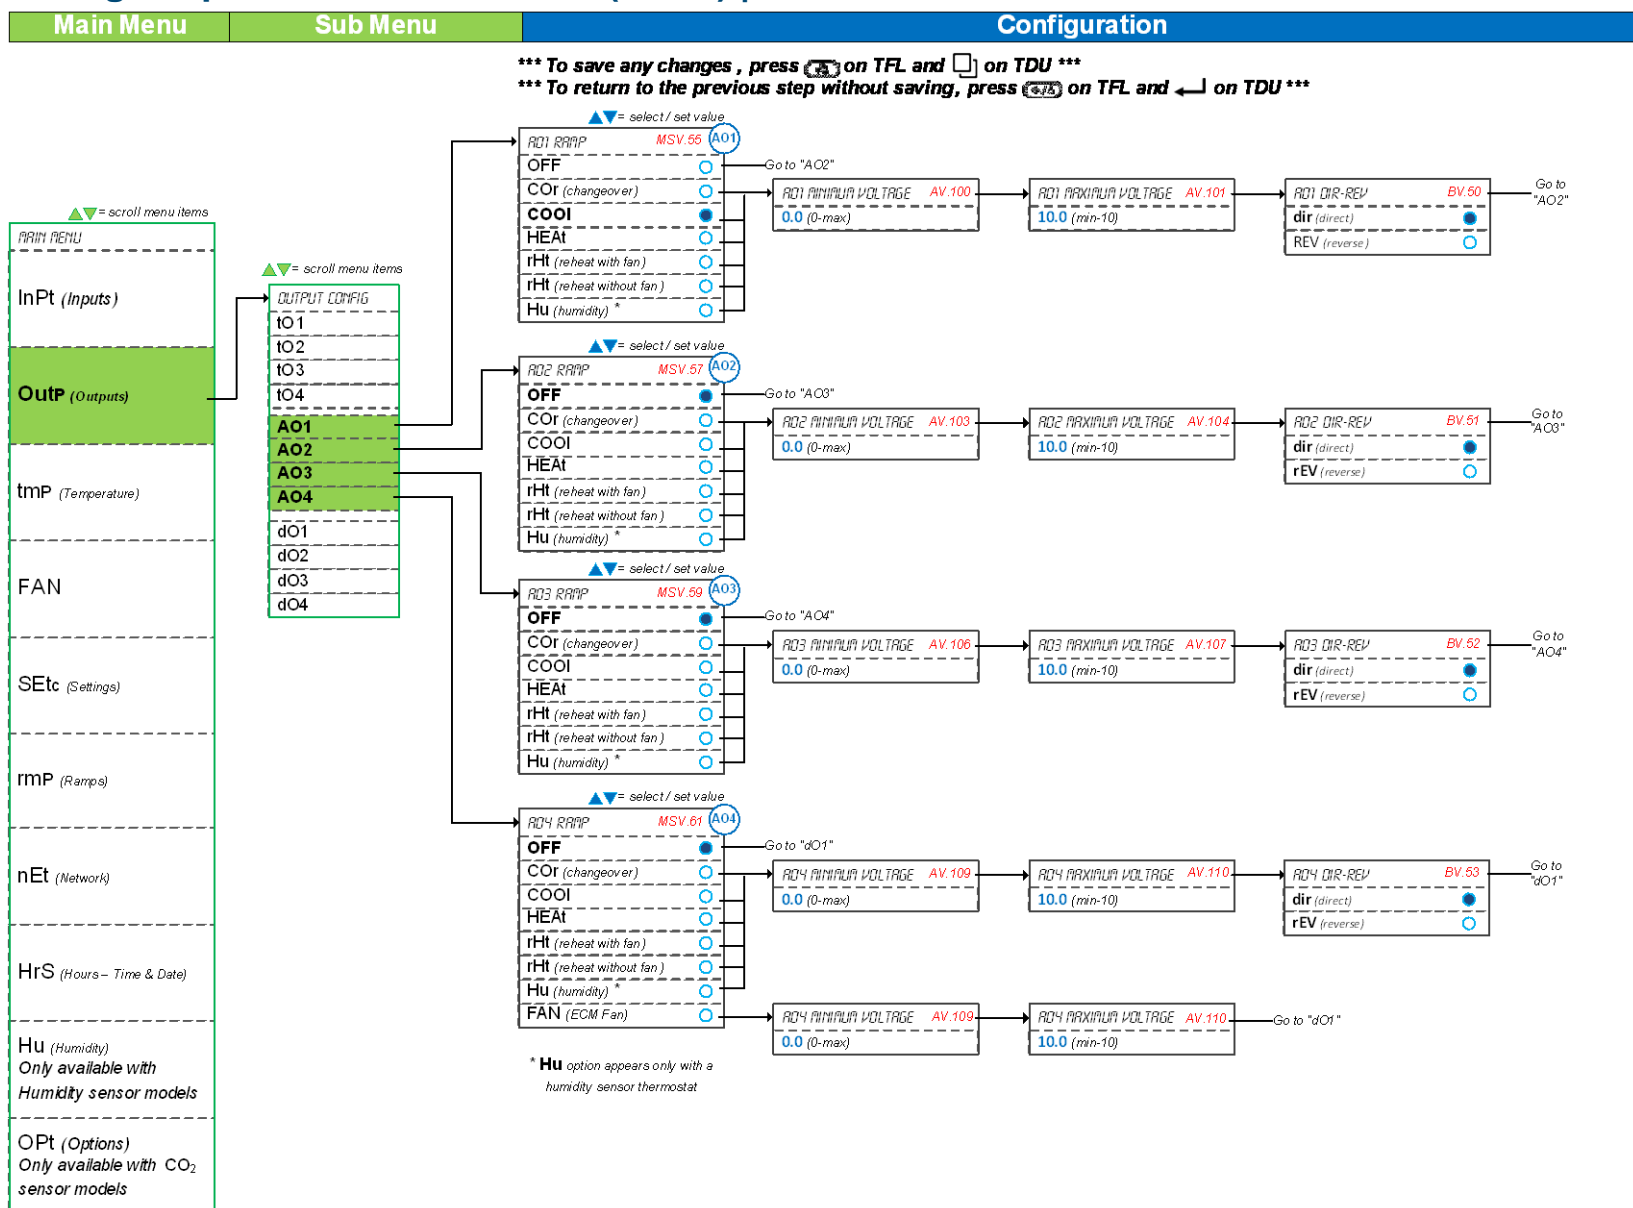 Main Menu
Sub Menu
Configuration
*** To save any changes , press on TFL and on TDU ***
*** To return to the previous step without saving, press on TFL and on TDU ***
= scroll menu items
MAIN MENU
InPt (Inputs)
OutP (Outputs)
tmP (Temperature)
FAN
SEtc (Settings)
rmP (Ramps)
nEt (Network)
HrS (Hours – Time & Date)
Hu (Humidity)
Only available with
Humidity sensor models
OPt (Options)
Only available with CO2
sensor models
= scroll menu items
OUTPUT CONFIG
tO1
tO2
tO3
tO4
AO1
AO2
AO3
AO4
dO1
dO2
dO3
dO4
= select / set value
AO1 RAMP MSV.55 AO1
OFF
Go to "AO2"
COr (changeover)
COOl
HEAt
rHt (reheat with fan)
rHt (reheat without fan)
Hu (humidity) *
AO1 MINIMUM VOLTAGE AV.100
0.0 (0-max)
AO1 MAXIMUM VOLTAGE AV.101
10.0 (min-10)
AO1 DIR-REV BV.50
dir (direct)
REV (reverse)
Go to
"AO2"
= select / set value
AO2 RAMP MSV.57 AO2
OFF
Go to "AO3"
COr (changeover)
COOl
HEAt
rHt (reheat with fan)
rHt (reheat without fan)
Hu (humidity) *
AO2 MINIMUM VOLTAGE AV.103
0.0 (0-max)
AO2 MAXIMUM VOLTAGE AV.104
10.0 (min-10)
AO2 DIR-REV BV.51
dir (direct)
rEV (reverse)
Go to
"AO3"
= select / set value
AO3 RAMP MSV.59 AO3
OFF
Go to "AO4"
COr (changeover)
COOl
HEAt
rHt (reheat with fan)
rHt (reheat without fan)
Hu (humidity) *
AO3 MINIMUM VOLTAGE AV.106
0.0 (0-max)
AO3 MAXIMUM VOLTAGE AV.107
10.0 (min-10)
AO3 DIR-REV BV.52
dir (direct)
rEV (reverse)
Go to
"AO4"
= select / set value
AO4 RAMP MSV.61 AO4
OFF
Go to "dO1"
COr (changeover)
COOl
HEAt
rHt (reheat with fan)
rHt (reheat without fan)
Hu (humidity) *
FAN (ECM Fan)
AO4 MINIMUM VOLTAGE AV.109
0.0 (0-max)
AO4 MAXIMUM VOLTAGE AV.110
10.0 (min-10)
AO4 DIR-REV BV.53
dir (direct)
rEV (reverse)
Go to
"dO1"
AO4 MINIMUM VOLTAGE AV.109
0.0 (0-max)
AO4 MAXIMUM VOLTAGE AV.110
10.0 (min-10)
Go to "dO1"
* Hu option appears only with a
humidity sensor thermostat